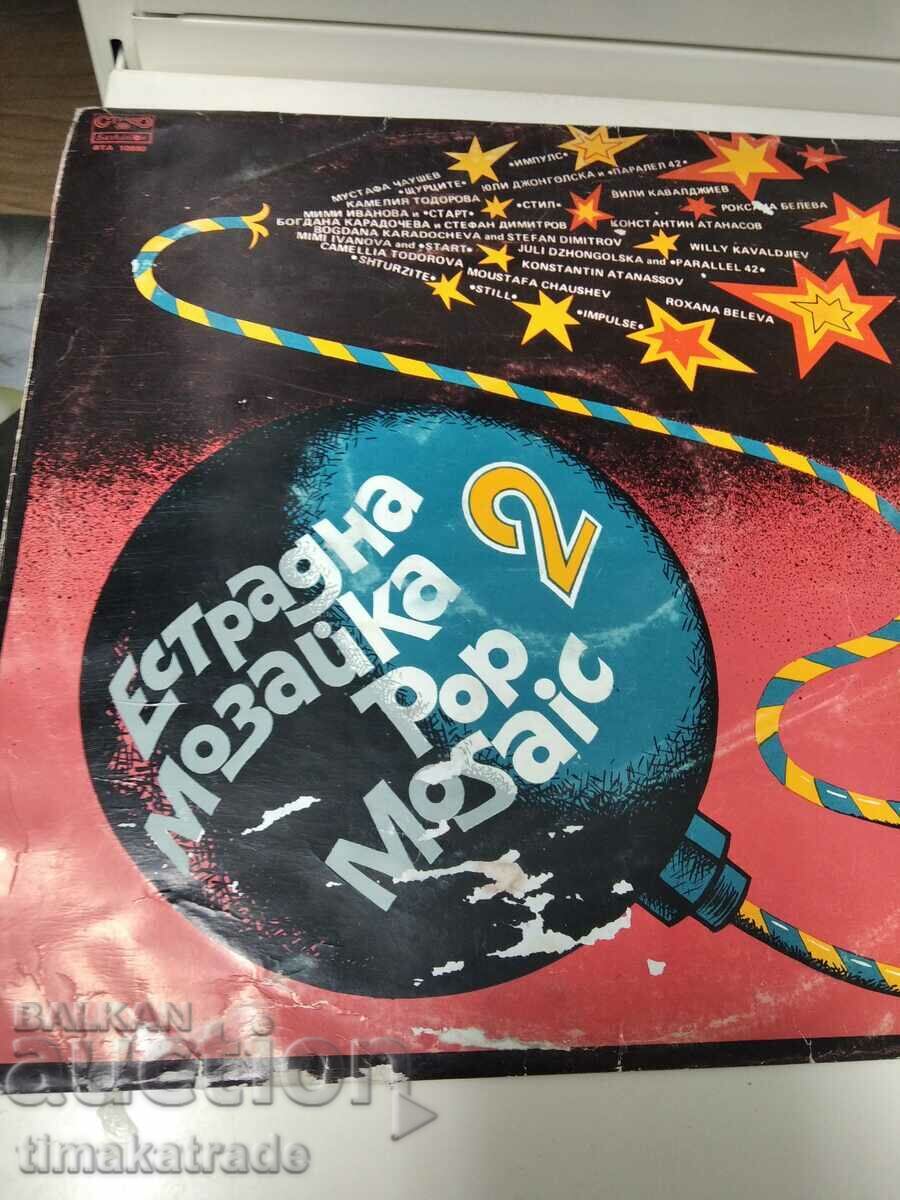 Балкантон
ВТА 10890
•ИМПУЛС•
МУСТАФА ЧАУШЕВ
•ЩУРЦИТЕ•
ЮЛИ ДЖОНГОЛСКА и •ПАРАЛЕЛ 42•
КАМЕЛИЯ ТОДОРОВА
•СТИЛ•
ВИЛИ КАВАЛДЖИЕВ
РОКСАНА БЕЛЕВА
МИМИ ИВАНОВА и •СТАРТ•
БОГДАНА КАРАДОЧЕВА и СТЕФАН ДИМИТРОВ
КОНСТАНТИН АТАНАСОВ
BOGDANA KARADOCHEVA and STEFAN DIMITROV
WILLY KAVALDJIEV
MIMI IVANOVA and •START•
JULI DZHONGOLSKA and •PARALLEL 42•
CAMELLIA TODOROVA
KONSTANTIN ATANASSOV
•SHTURZITE•
MOUSTAFA CHAUSHEV
ROXANA BELEVA
•STILL•
•IMPULSE•
Естрадна
мозайка
2
Pop
Mosaic
BALKAN
auction
timakatrade